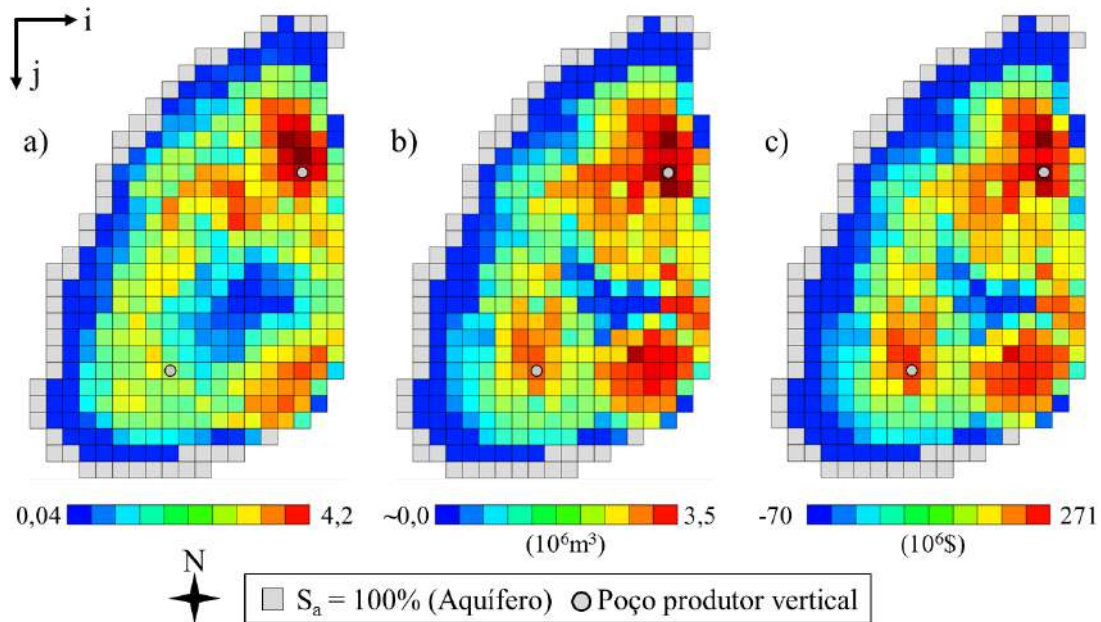 i
j
a)
b)
c)
0,04
4,2
~0,0
3,5
(10⁶m³)
-70
271
(10⁶$)
N
Sₐ = 100% (Aquífero)
Poço produtor vertical